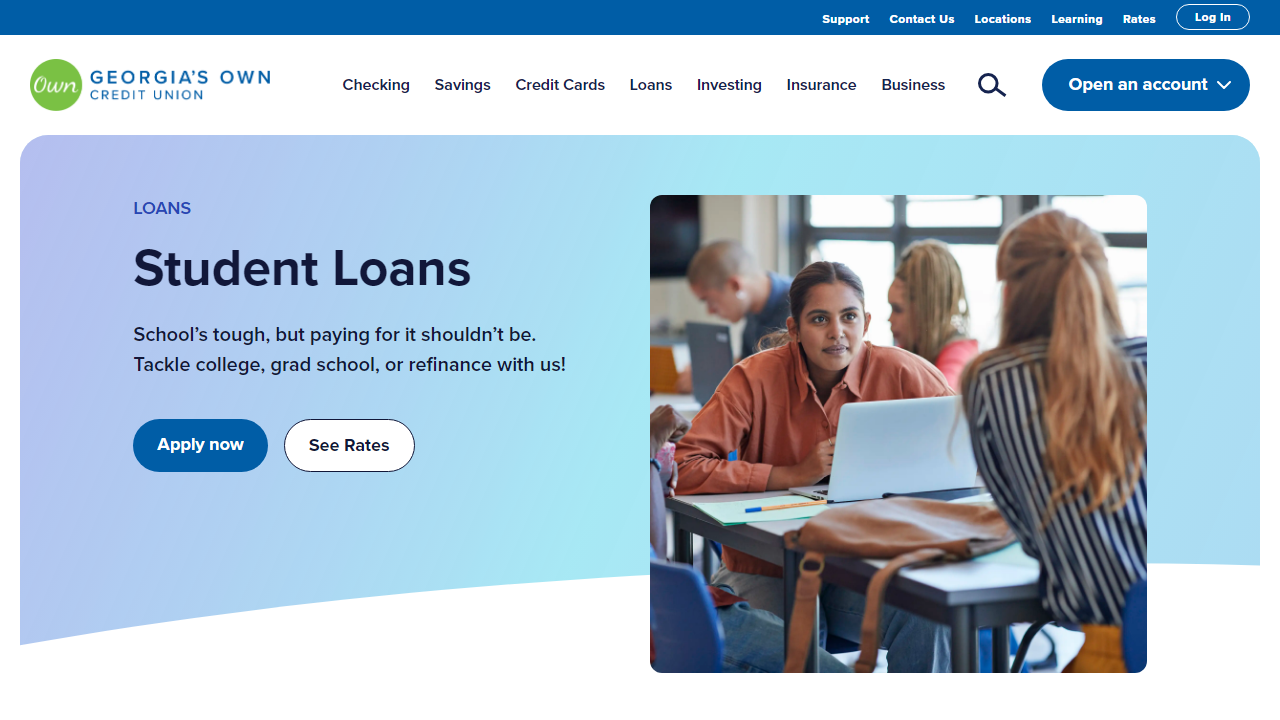 Support Contact Us Locations Learning Rates Log In
Own GEORGIA'S OWN
CREDIT UNION
Checking Savings Credit Cards Loans Investing Insurance Business Open an account
LOANS
Student Loans
School’s tough, but paying for it shouldn’t be.
Tackle college, grad school, or refinance with us!
Apply now See Rates